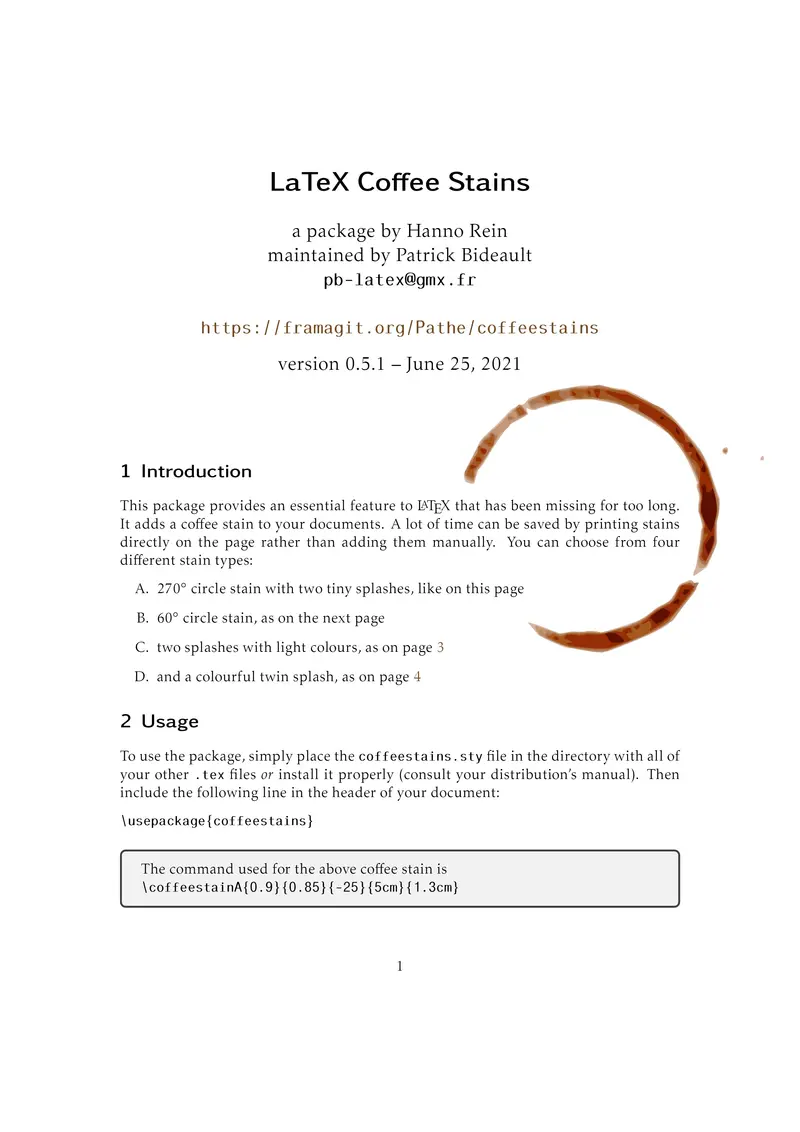 LaTeX Coffee Stains
a package by Hanno Rein
maintained by Patrick Bideault
pb-latex@gmx.fr
https://framagit.org/Pathe/coffeestains
version 0.5.1 – June 25, 2021
1 Introduction
This package provides an essential feature to LATEX that has been missing for too long.
It adds a coffee stain to your documents. A lot of time can be saved by printing stains
directly on the page rather than adding them manually. You can choose from four
different stain types:
A. 270° circle stain with two tiny splashes, like on this page
B. 60° circle stain, as on the next page
C. two splashes with light colours, as on page 3
D. and a colourful twin splash, as on page 4
2 Usage
To use the package, simply place the coffeestains.sty file in the directory with all of
your other .tex files or install it properly (consult your distribution's manual). Then
include the following line in the header of your document:
\usepackage{coffeestains}
The command used for the above coffee stain is
\coffeestainA{0.9}{0.85}{-25}{5cm}{1.3cm}
1